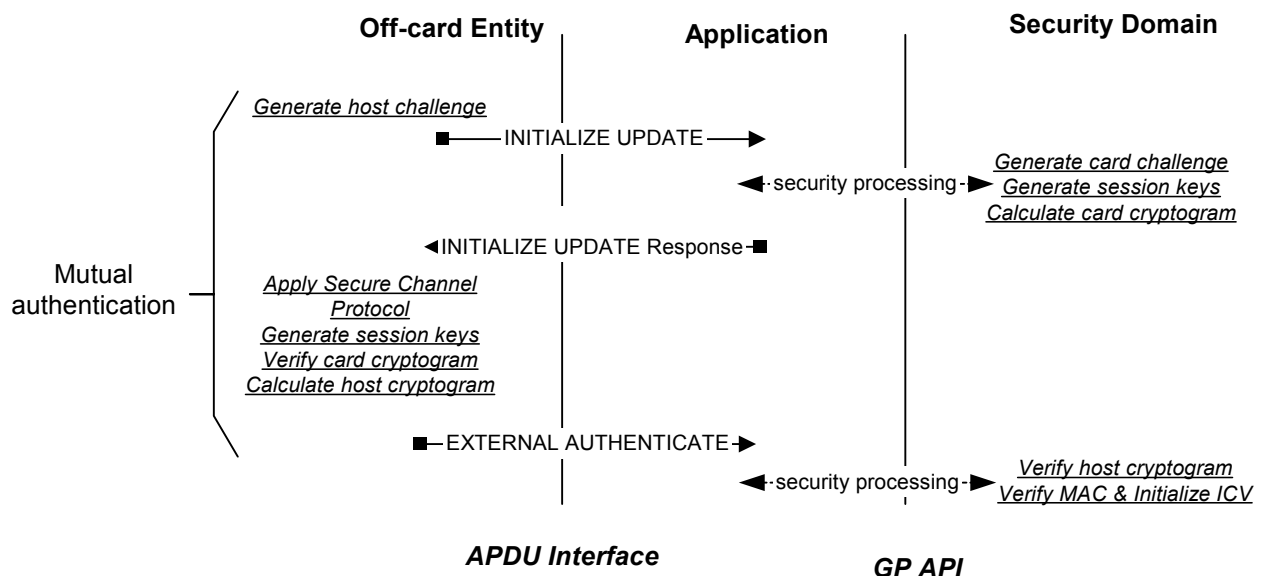 Off-card Entity
Application
Security Domain
Generate host challenge
INITIALIZE UPDATE
security processing
Generate card challenge
Generate session keys
Calculate card cryptogram
INITIALIZE UPDATE Response
Mutual
authentication
Apply Secure Channel
Protocol
Generate session keys
Verify card cryptogram
Calculate host cryptogram
EXTERNAL AUTHENTICATE
security processing
Verify host cryptogram
Verify MAC & Initialize ICV
APDU Interface
GP API